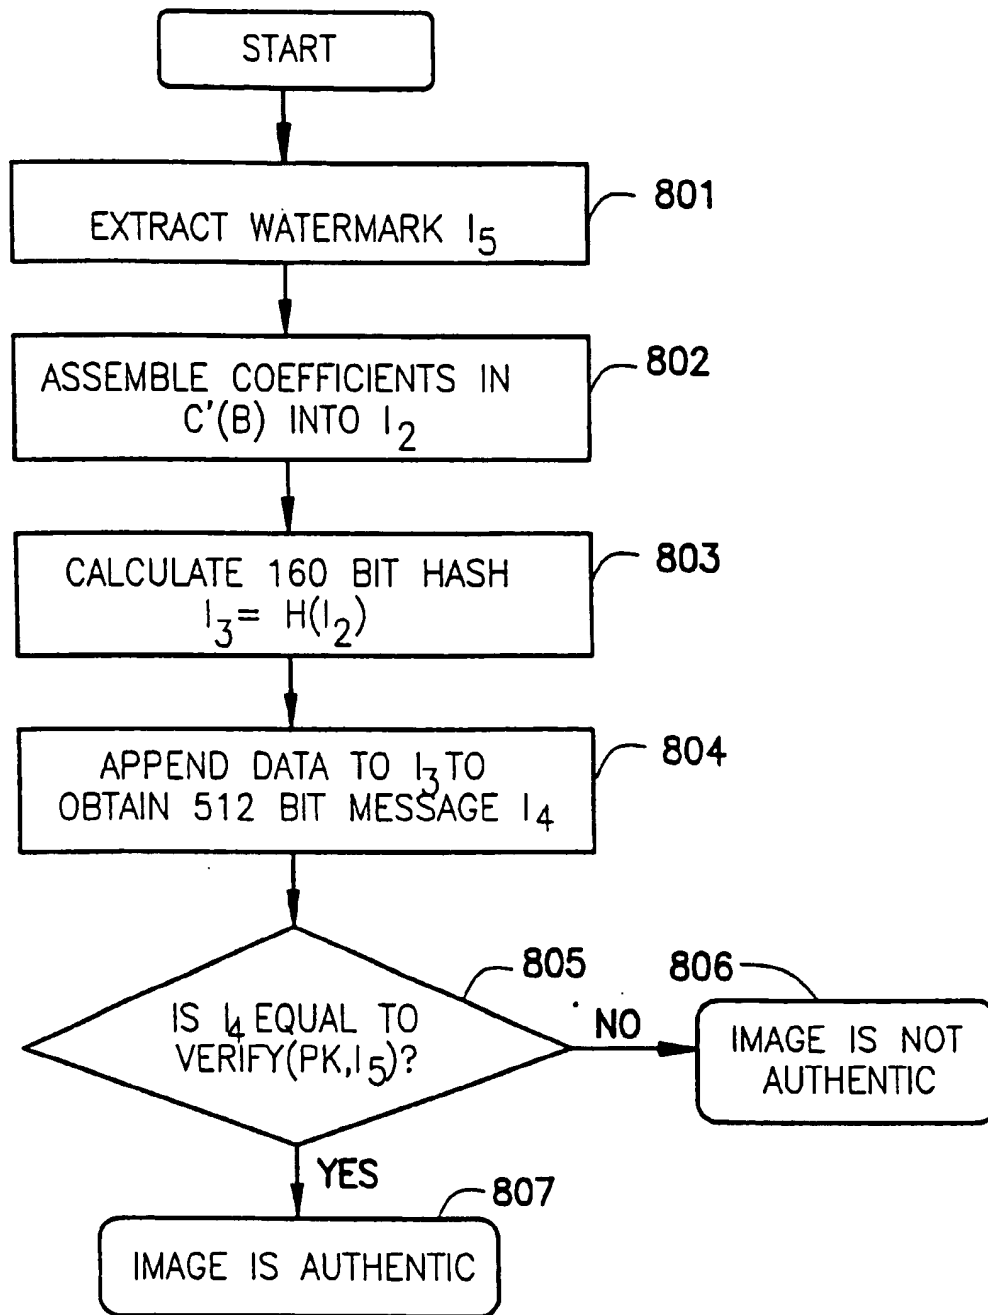 START
801
EXTRACT WATERMARK I5
802
ASSEMBLE COEFFICIENTS IN
C'(B) INTO I2
803
CALCULATE 160 BIT HASH
I3= H(I2)
804
APPEND DATA TO I3 TO
OBTAIN 512 BIT MESSAGE I4
805
IS I4 EQUAL TO
VERIFY(PK,I5)?
NO
806
IMAGE IS NOT
AUTHENTIC
YES
807
IMAGE IS AUTHENTIC